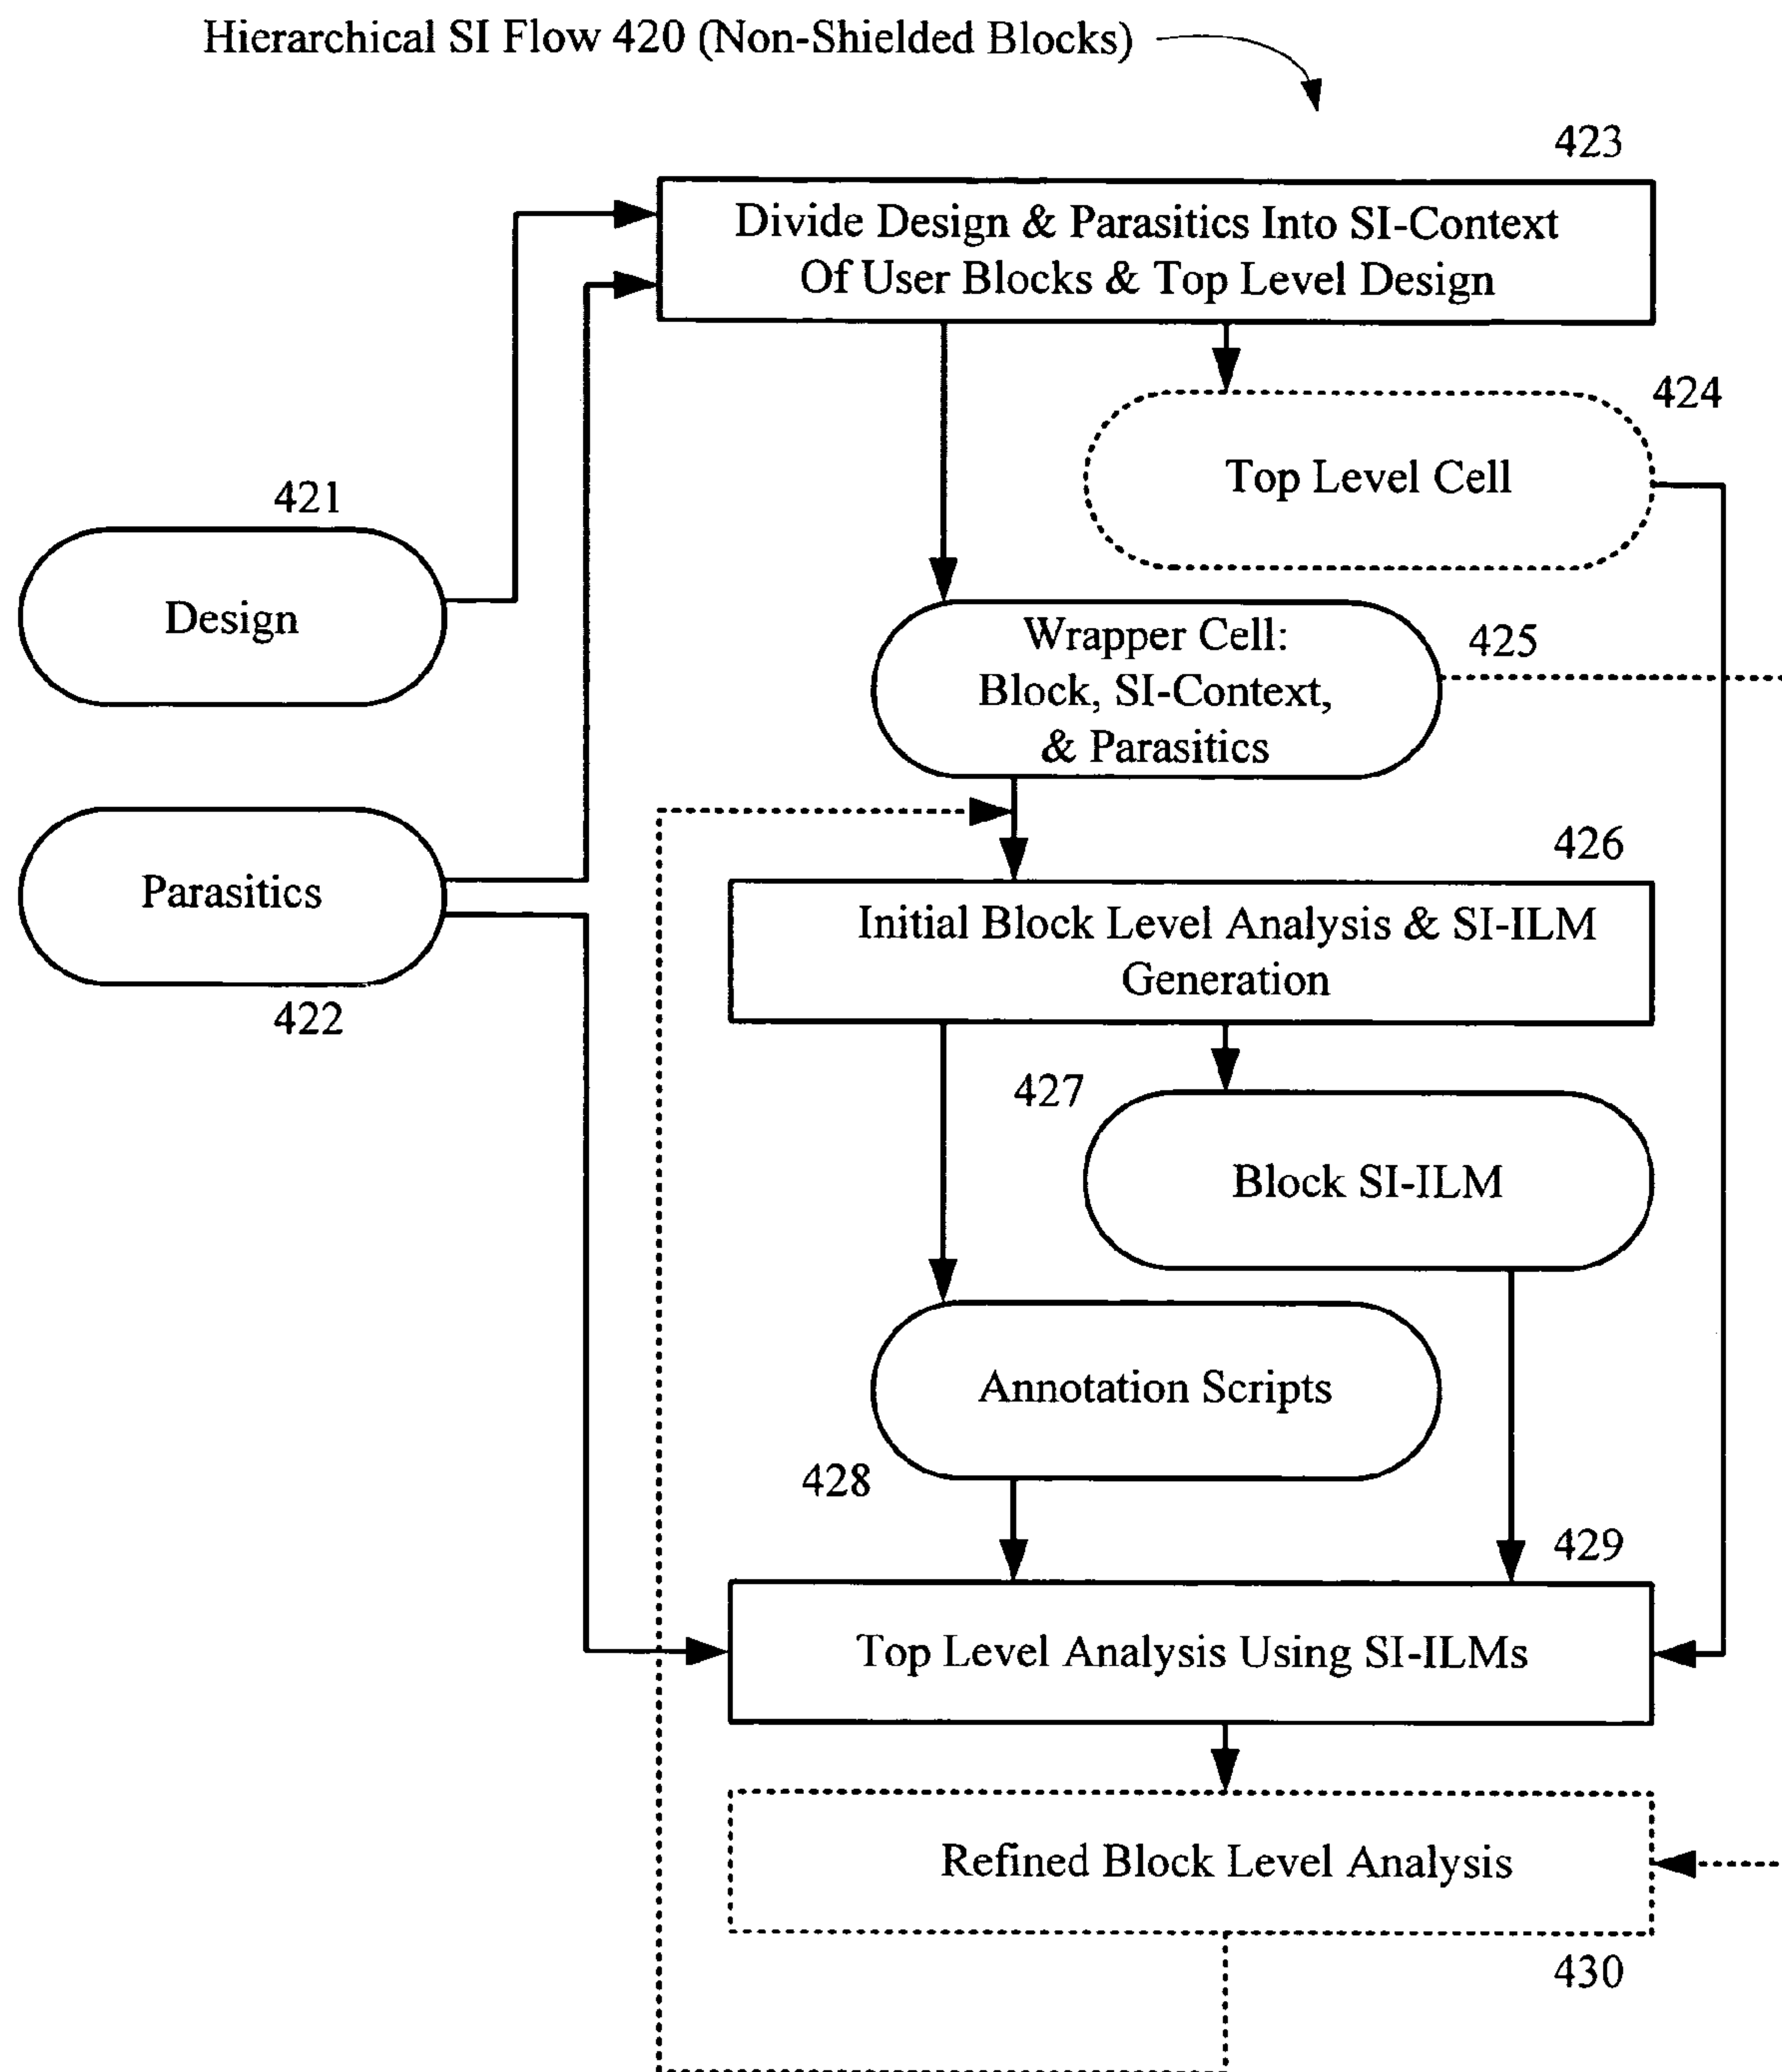 Hierarchical SI Flow 420 (Non-Shielded Blocks)
423
Divide Design & Parasitics Into SI-Context
Of User Blocks & Top Level Design
424
Top Level Cell
421
Design
Wrapper Cell:
Block, SI-Context,
& Parasitics
425
Parasitics
422
426
Initial Block Level Analysis & SI-ILM
Generation
427
Block SI-ILM
Annotation Scripts
428
429
Top Level Analysis Using SI-ILMs
Refined Block Level Analysis
430